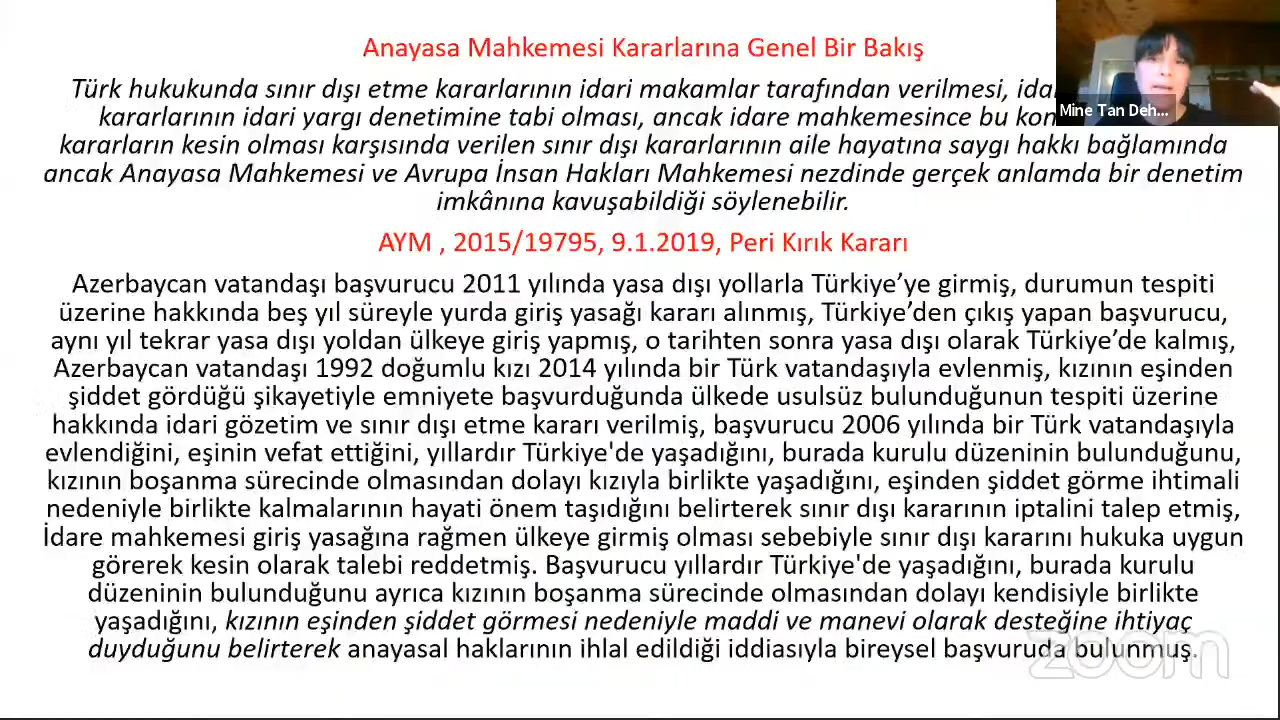 Anayasa Mahkemesi Kararlarına Genel Bir Bakış
Türk hukukunda sınır dışı etme kararlarının idari makamlar tarafından verilmesi,
kararlarının idari yargı denetimine tabi olması, ancak idare mahkemesince bu
kararların kesin olması karşısında verilen sınır dışı kararlarının aile hayatına saygı hakkı bağlamında
ancak Anayasa Mahkemesi ve Avrupa İnsan Hakları Mahkemesi nezdinde gerçek anlamda bir denetim
imkânına kavuşabildiği söylenebilir.
AYM , 2015/19795, 9.1.2019, Peri Kırık Kararı
Azerbaycan vatandaşı başvurucu 2011 yılında yasa dışı yollarla Türkiye’ye girmiş, durumun tespiti
üzerine hakkında beş yıl süreyle yurda giriş yasağı kararı alınmış, Türkiye’den çıkış yapan başvurucu,
aynı yıl tekrar yasa dışı yoldan ülkeye giriş yapmış, o tarihten sonra yasa dışı olarak Türkiye’de kalmış,
Azerbaycan vatandaşı 1992 doğumlu kızı 2014 yılında bir Türk vatandaşıyla evlenmiş, kızının eşinden
şiddet gördüğü şikayetiyle emniyete başvurduğunda ülkede usulsüz bulunduğunun tespiti üzerine
hakkında idari gözetim ve sınır dışı etme kararı verilmiş, başvurucu 2006 yılında bir Türk vatandaşıyla
evlendiğini, eşinin vefat ettiğini, yıllardır Türkiye'de yaşadığını, burada kurulu düzeninin bulunduğunu,
kızının boşanma sürecinde olmasından dolayı kızıyla birlikte yaşadığını, eşinden şiddet görme ihtimali
nedeniyle birlikte kalmalarının hayati önem taşıdığını belirterek sınır dışı kararının iptalini talep etmiş,
İdare mahkemesi giriş yasağına rağmen ülkeye girmiş olması sebebiyle sınır dışı kararını hukuka uygun
görerek kesin olarak talebi reddetmiş. Başvurucu yıllardır Türkiye'de yaşadığını, burada kurulu
düzeninin bulunduğunu ayrıca kızının boşanma sürecinde olmasından dolayı kendisiyle birlikte
yaşadığını, kızının eşinden şiddet görmesi nedeniyle maddi ve manevi olarak desteğine ihtiyaç
duyduğunu belirterek anayasal haklarının ihlal edildiği iddiasıyla bireysel başvuruda bulunmuş.
Mine Tan Deh...
zoom